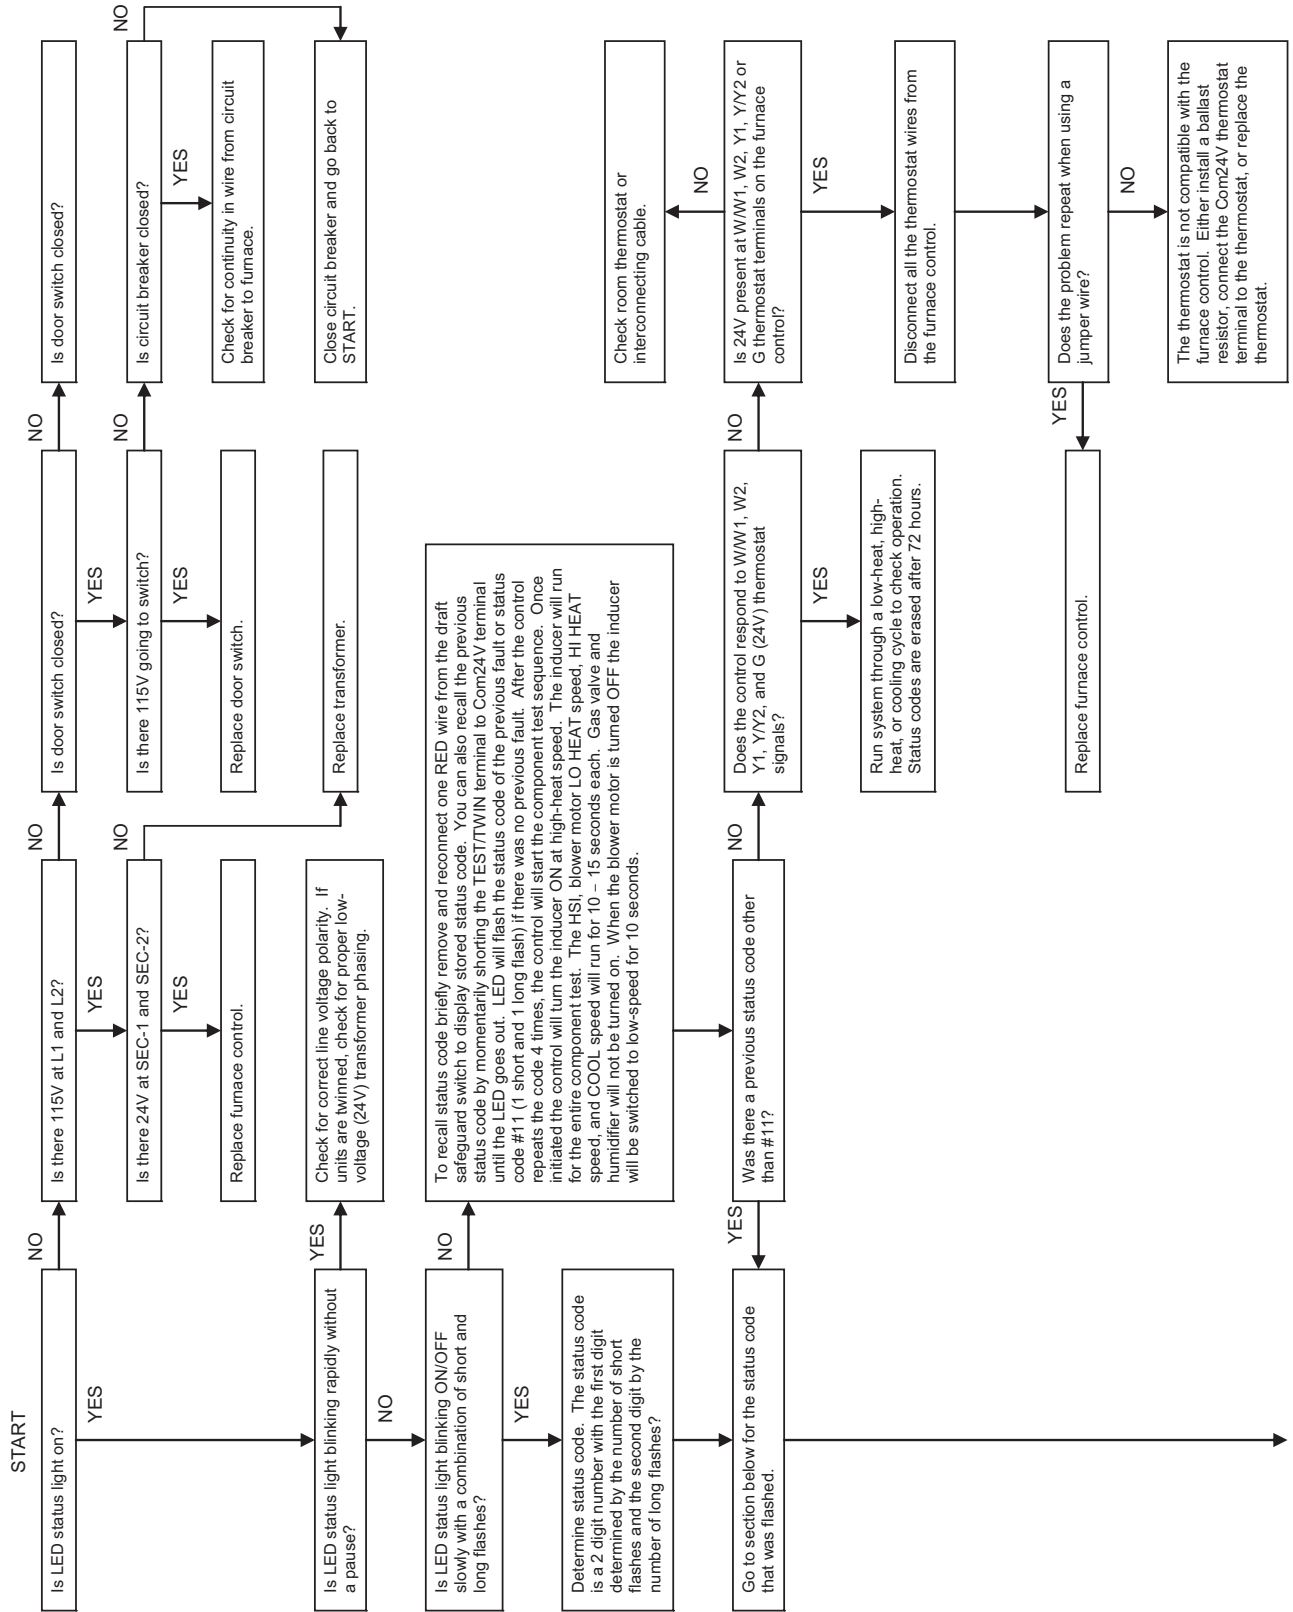 START
Is LED status light on?
NO
YES
Is there 115V at L1 and L2?
NO
YES
Is door switch closed?
NO
YES
Is door switch closed?
Is there 24V at SEC-1 and SEC-2?
NO
YES
Is there 115V going to switch?
NO
YES
Is circuit breaker closed?
NO
YES
Replace furnace control.
Replace door switch.
Check for continuity in wire from circuit
breaker to furnace.
Is LED status light blinking rapidly without
a pause?
YES
NO
Check for correct line voltage polarity. If
units are twinned, check for proper low-
voltage (24V) transformer phasing.
Replace transformer.
Close circuit breaker and go back to
START.
Is LED status light blinking ON/OFF
slowly with a combination of short and
long flashes?
NO
YES
To recall status code briefly remove and reconnect one RED wire from the draft
safeguard switch to display stored status code. You can also recall the previous
status code by momentarily shorting the TEST/TWIN terminal to Com24V terminal
until the LED goes out. LED will flash the status code of the previous fault or status
code #11 (1 short and 1 long flash) if there was no previous fault. After the control
repeats the code 4 times, the control will start the component test sequence. Once
initiated the control will turn the inducer ON at high-heat speed. The inducer will run
for the entire component test. The HSI, blower motor LO HEAT speed, HI HEAT
speed, and COOL speed will run for 10 – 15 seconds each. Gas valve and
humidifier will not be turned on. When the blower motor is turned OFF the inducer
will be switched to low-speed for 10 seconds.
Determine status code. The status code
is a 2 digit number with the first digit
determined by the number of short
flashes and the second digit by the
number of long flashes?
Check room thermostat or
interconnecting cable.
NO
Go to section below for the status code
that was flashed.
YES
Was there a previous status code other
than #11?
NO
Does the control respond to W/W1, W2,
Y1, Y/Y2, and G (24V) thermostat
signals?
NO
YES
Is 24V present at W/W1, W2, Y1, Y/Y2 or
G thermostat terminals on the furnace
control?
YES
Run system through a low-heat, high-
heat, or cooling cycle to check operation.
Status codes are erased after 72 hours.
Disconnect all the thermostat wires from
the furnace control.
Replace furnace control.
YES
Does the problem repeat when using a
jumper wire?
NO
The thermostat is not compatible with the
furnace control. Either install a ballast
resistor, connect the Com24V thermostat
terminal to the thermostat, or replace the
thermostat.